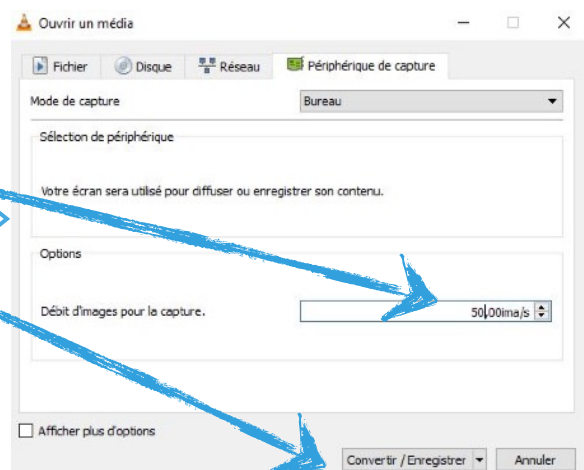 Ouvrir un média
Fichier Disque Réseau Périphérique de capture
Mode de capture Bureau
Sélection de périphérique
Votre écran sera utilisé pour diffuser ou enregistrer son contenu.
Options
Débit d'images pour la capture. 50,00ima/s
Afficher plus d'options
Convertir / Enregistrer Annuler